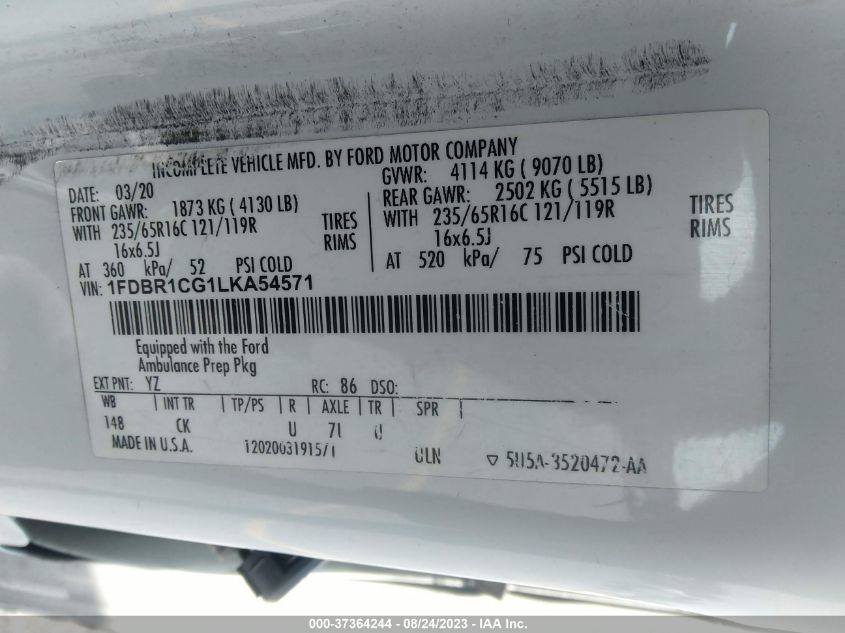 INCOMPLETE VEHICLE MFD. BY FORD MOTOR COMPANY
DATE: 03/20 GVWR: 4114 KG ( 9070 LB)
FRONT GAWR: 1873 KG ( 4130 LB) REAR GAWR: 2502 KG ( 5515 LB)
WITH 235/65R16C 121/119R TIRES WITH 235/65R16C 121/119R TIRES
16x6.5J RIMS 16x6.5J RIMS
AT 360 kPa/ 52 PSI COLD AT 520 kPa/ 75 PSI COLD
VIN: 1FDBR1CG1LKA54571
Equipped with the Ford
Ambulance Prep Pkg
EXT PNT: YZ RC: 86 DSO:
WB INT TR TP/PS R AXLE TR SPR
148 CK U
MADE IN U.S.A. ▽
000-37364244 - 08/24/2023 - IAA Inc.